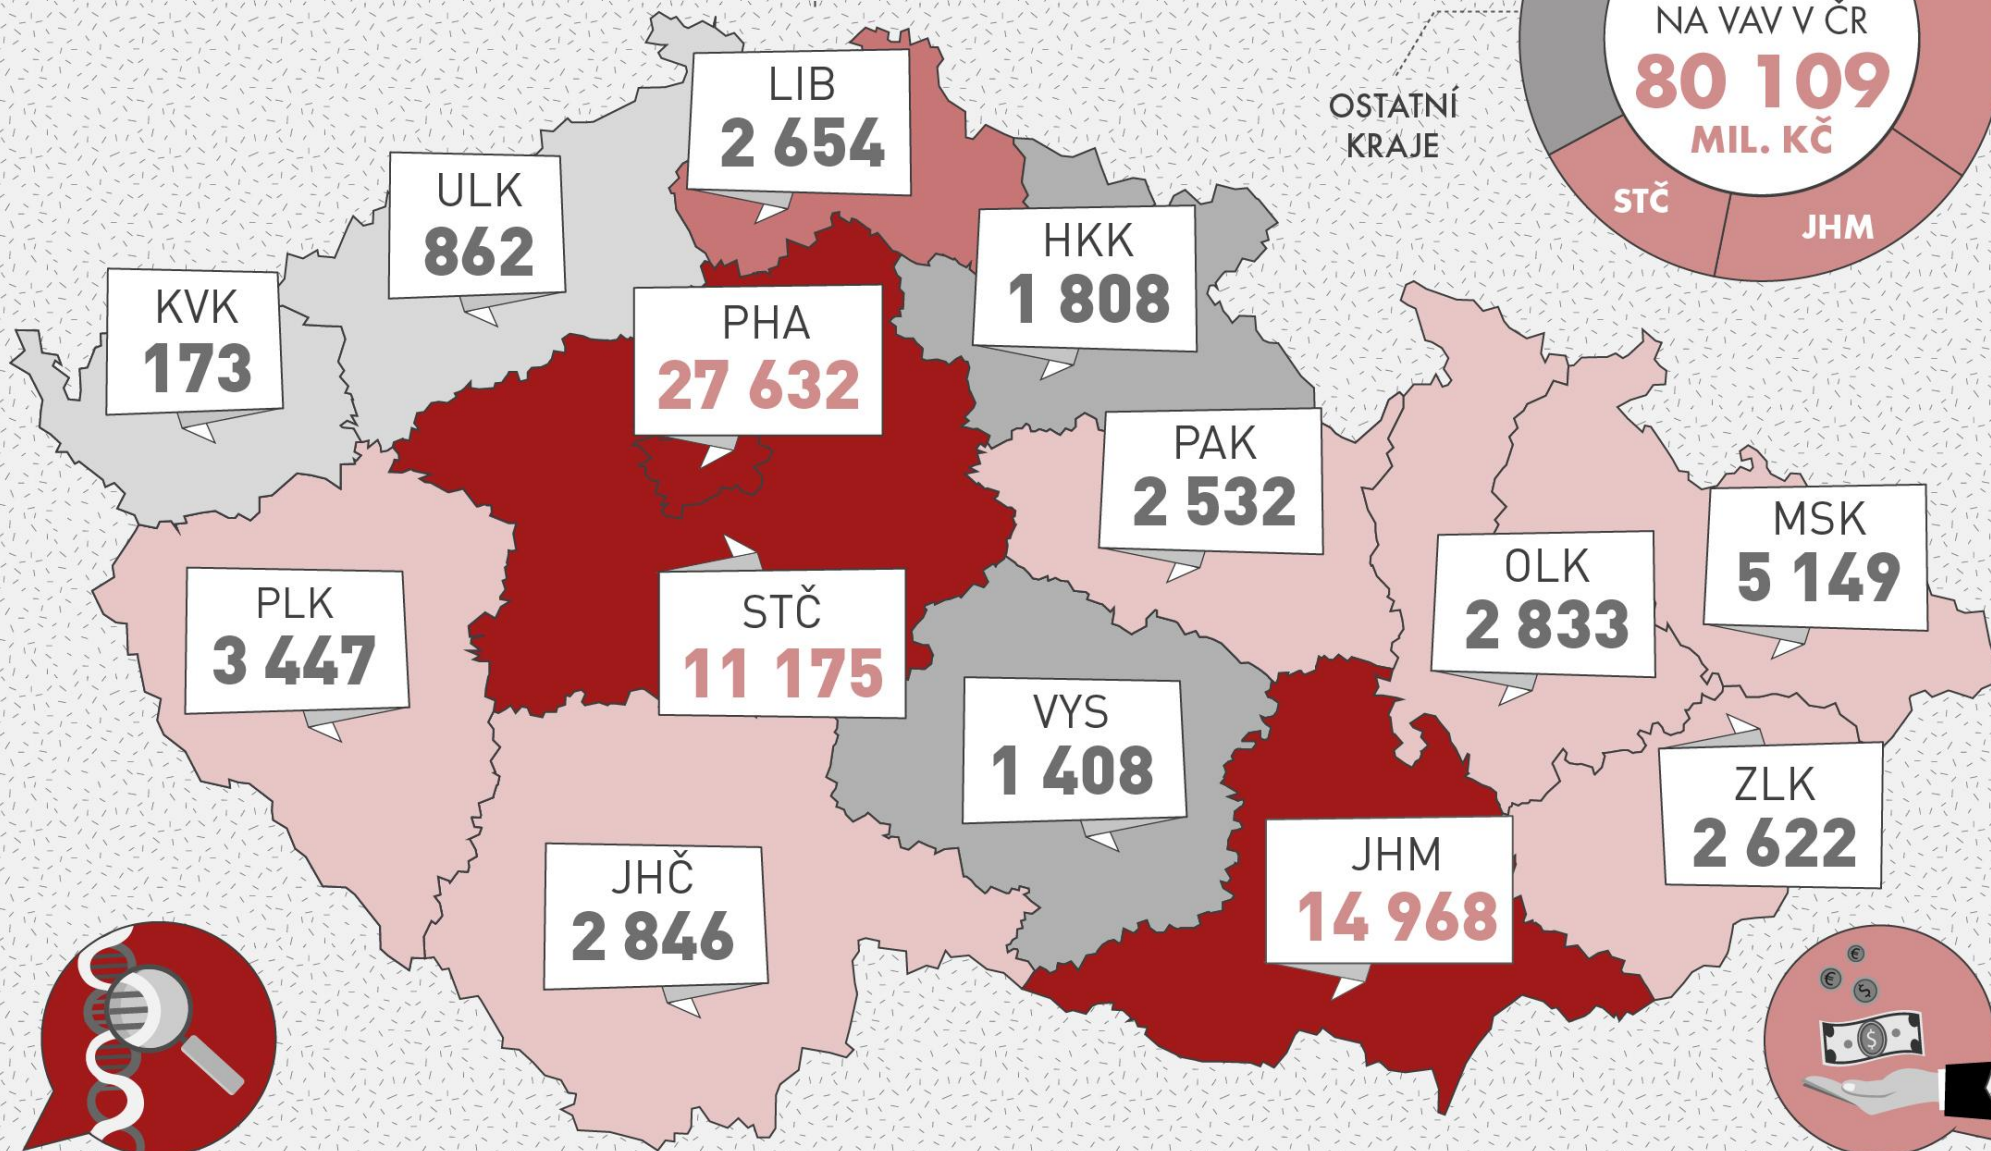 NA VAV V ČR
80 109
MIL. KČ
OSTATNÍ
KRAJE
STČ
JHM
LIB
2 654
ULK
862
HKK
1 808
KVK
173
PHA
27 632
PAK
2 532
MSK
5 149
OLK
2 833
PLK
3 447
STČ
11 175
VYS
1 408
ZLK
2 622
JHČ
2 846
JHM
14 968
€
€
$